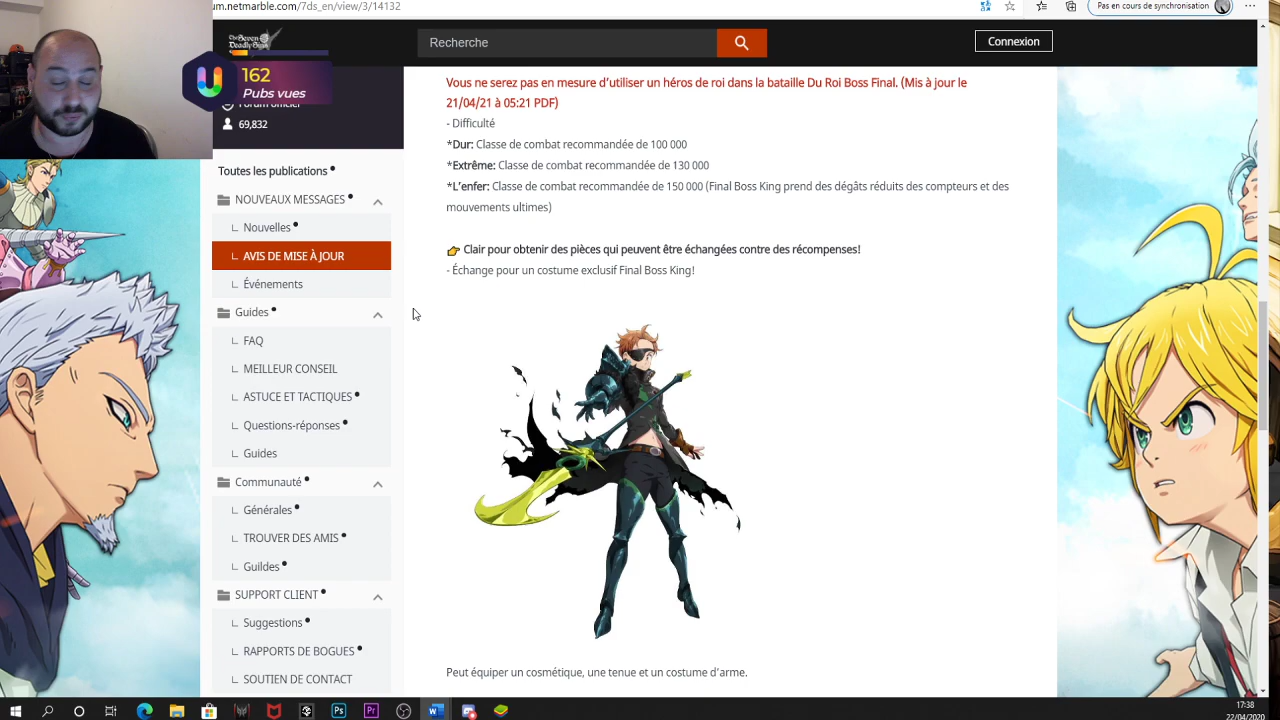 um.netmarble.com/7ds_en/view/3/14132
Pas en cours de synchronisation
The Seven
Deadly Sins
Recherche
Connexion
162
Pubs vues
Forum officiel
69,832
Toutes les publications
NOUVEAUX MESSAGES
Nouvelles
AVIS DE MISE À JOUR
Événements
Guides
FAQ
MEILLEUR CONSEIL
ASTUCE ET TACTIQUES
Questions-réponses
Guides
Communauté
Générales
TROUVER DES AMIS
Guildes
SUPPORT CLIENT
Suggestions
RAPPORTS DE BOGUES
SOUTIEN DE CONTACT
Vous ne serez pas en mesure d'utiliser un héros de roi dans la bataille Du Roi Boss Final. (Mis à jour le
21/04/21 à 05:21 PDF)
- Difficulté
*Dur: Classe de combat recommandée de 100 000
*Extrême: Classe de combat recommandée de 130 000
*L'enfer: Classe de combat recommandée de 150 000 (Final Boss King prend des dégâts réduits des compteurs et des
mouvements ultimes)
👉 Clair pour obtenir des pièces qui peuvent être échangées contre des récompenses!
- Échange pour un costume exclusif Final Boss King!
Peut équiper un cosmétique, une tenue et un costume d'arme.
17:38
22/04/2020